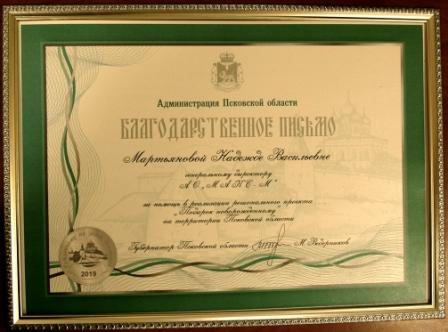 Администрация Псковской области
БЛАГОДАРСТВЕННОЕ ПИСЬМО
Мартьяновой Надежде Васильевне
генеральному директору
АО „МАКС-М"
за помощь в реализации регионального проекта
„Подарок новорожденному"
на территории Псковской области
Губернатор Псковской области М. Ведерников
2019